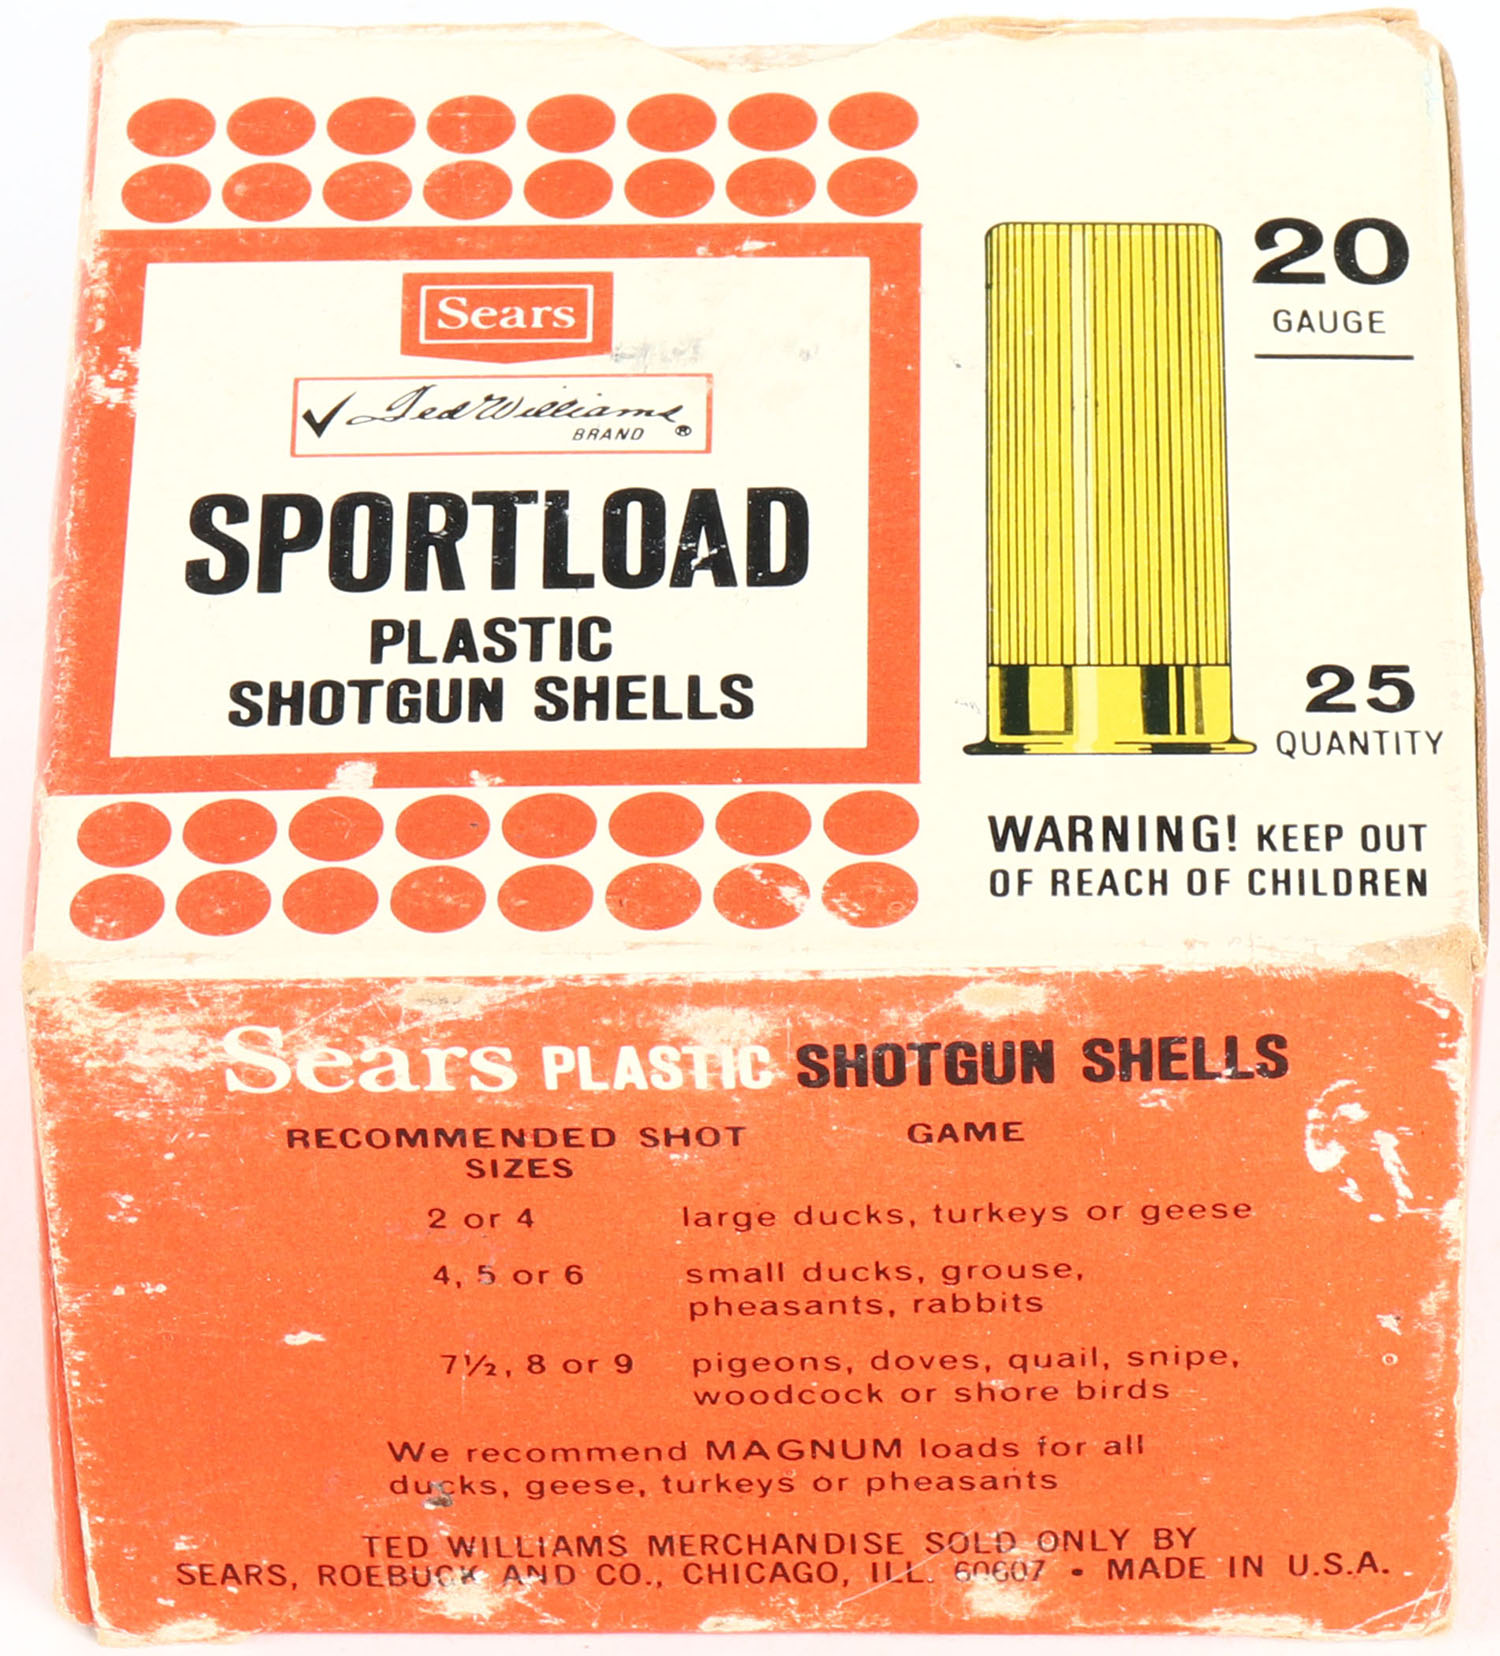 Sears
✓ Ted Williams
BRAND ®
SPORTLOAD
PLASTIC
SHOTGUN SHELLS
20
GAUGE
25
QUANTITY
WARNING! KEEP OUT
OF REACH OF CHILDREN
Sears PLASTIC SHOTGUN SHELLS
RECOMMENDED SHOT SIZES
GAME
2 or 4 large ducks, turkeys or geese
4, 5 or 6 small ducks, grouse,
pheasants, rabbits
7½, 8 or 9 pigeons, doves, quail, snipe,
woodcock or shore birds
We recommend MAGNUM loads for all
ducks, geese, turkeys or pheasants
TED WILLIAMS MERCHANDISE SOLD ONLY BY
SEARS, ROEBUCK AND CO., CHICAGO, ILL. 60607 • MADE IN U.S.A.